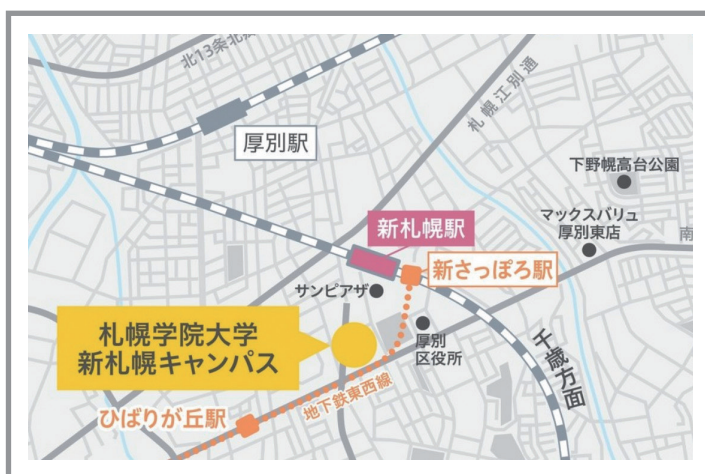 北13条北
札幌江別通
厚別駅
下野幌高台公園
マックスバリュ
厚別東店
南
新札幌駅
新さっぽろ駅
サンピアザ
札幌学院大学
新札幌キャンパス
厚別
区役所
千歳方面
地下鉄東西線
ひばりが丘駅